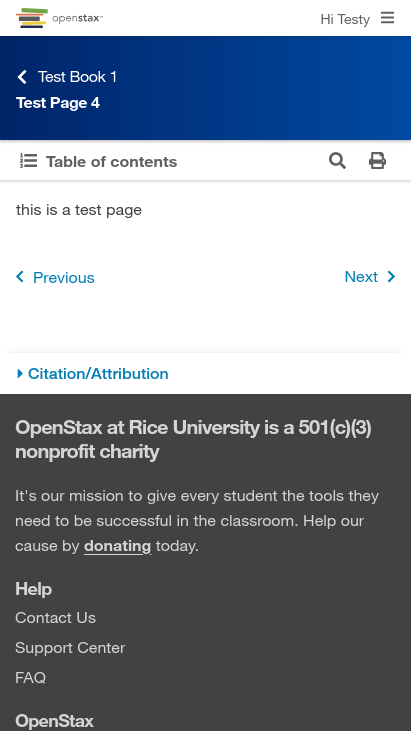 openstax™
Hi Testy
Test Book 1
Test Page 4
Table of contents
this is a test page
Previous
Next
Citation/Attribution
OpenStax at Rice University is a 501(c)(3)
nonprofit charity
It's our mission to give every student the tools they
need to be successful in the classroom. Help our
cause by donating today.
Help
Contact Us
Support Center
FAQ
OpenStax